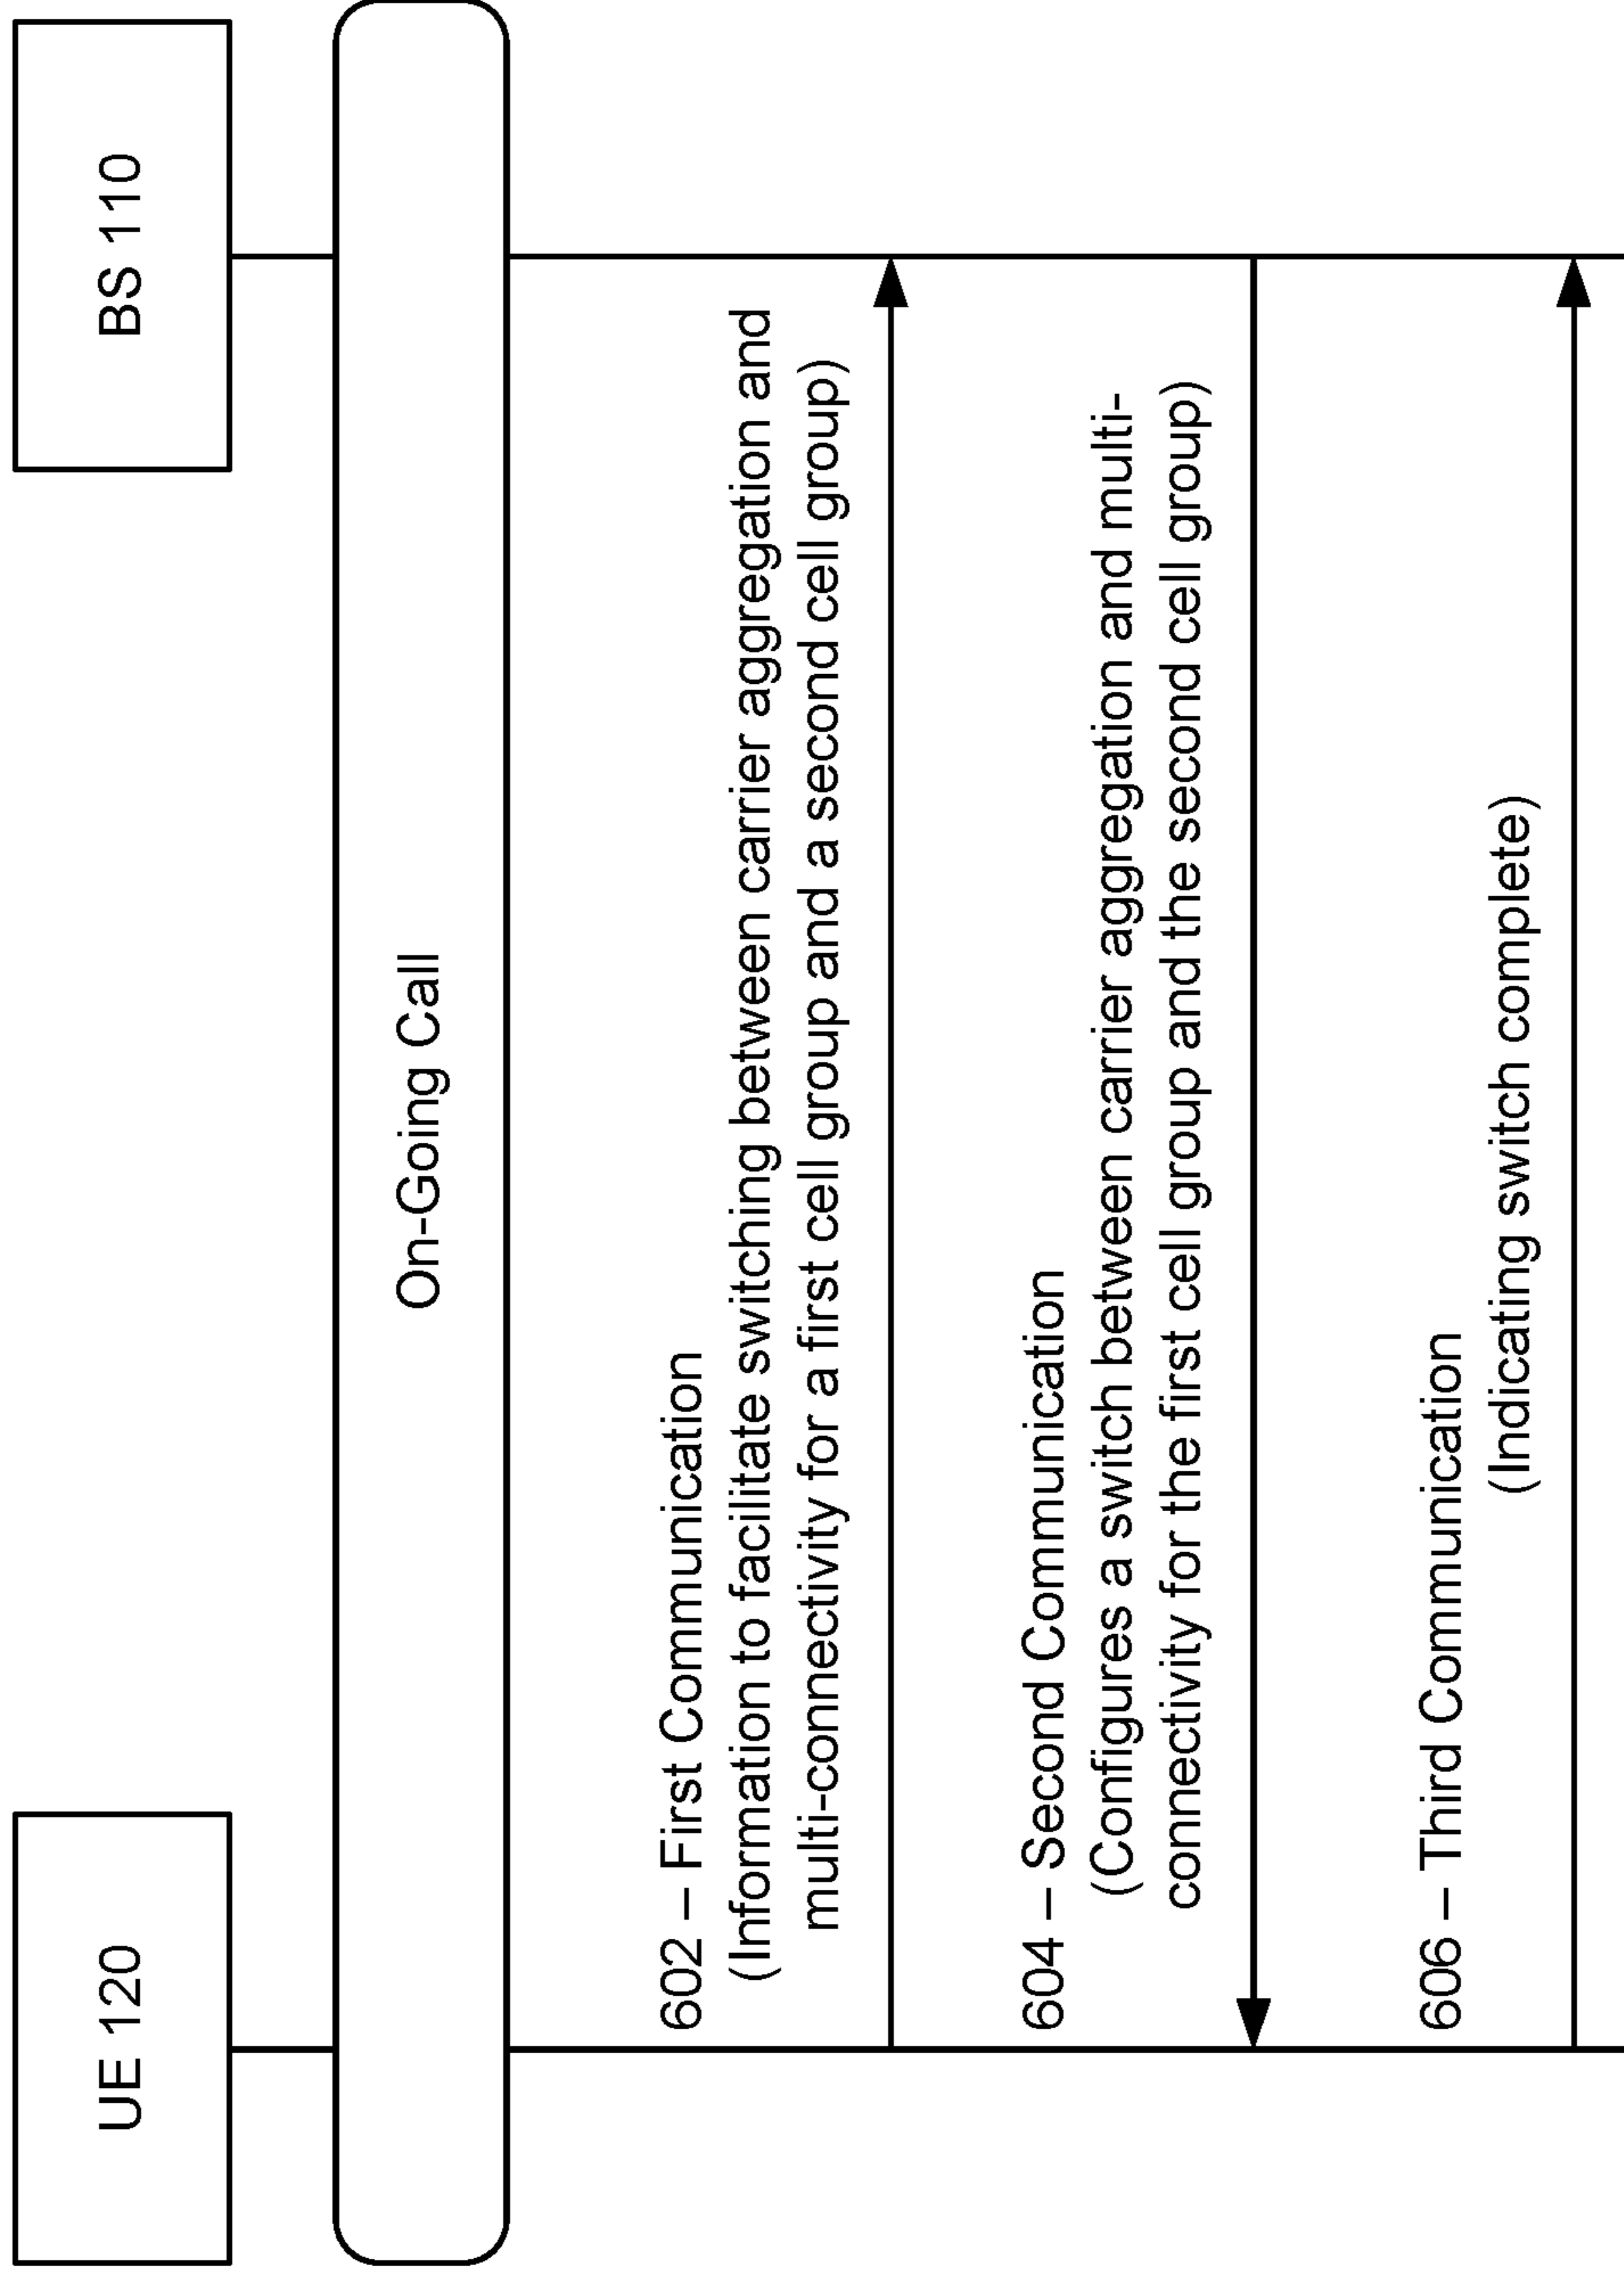 UE 120
BS 110
On-Going Call
602 – First Communication
(Information to facilitate switching between carrier aggregation and
multi-connectivity for a first cell group and a second cell group)
604 – Second Communication
(Configures a switch between carrier aggregation and multi-
connectivity for the first cell group and the second cell group)
606 – Third Communication
(Indicating switch complete)